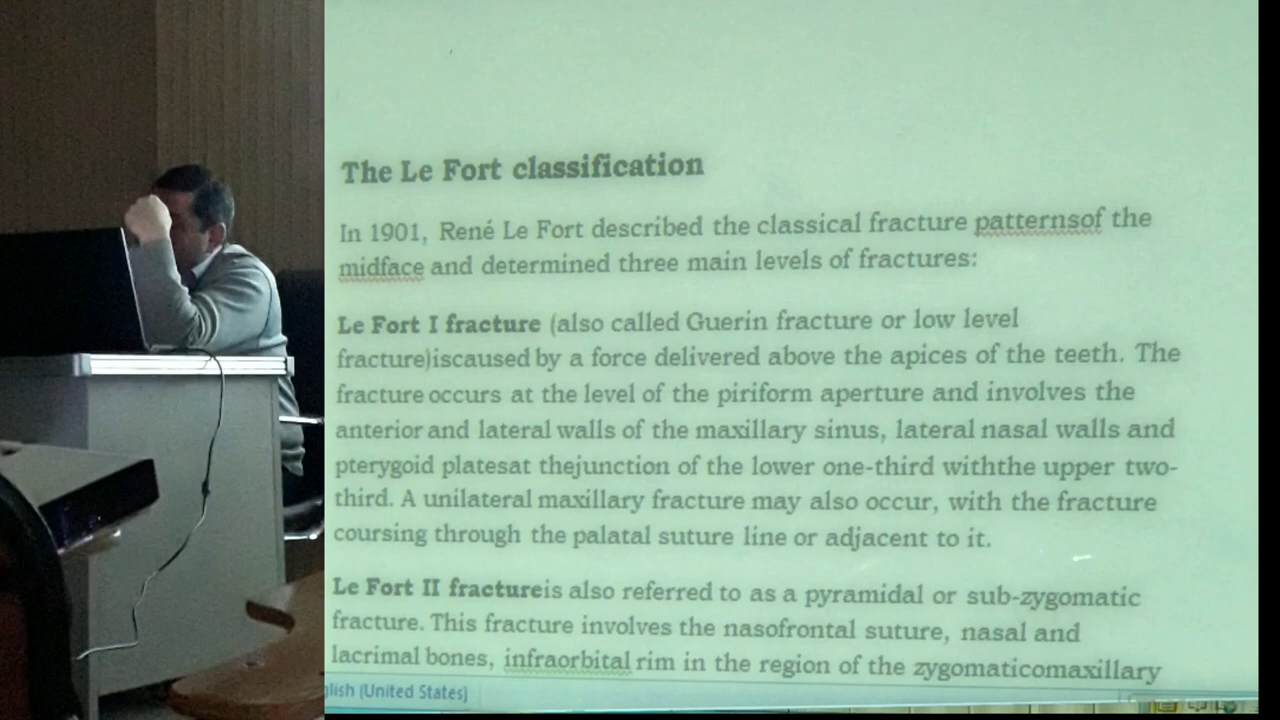 The Le Fort classification
In 1901, René Le Fort described the classical fracture patternsof the
midface and determined three main levels of fractures:
Le Fort I fracture (also called Guerin fracture or low level
fracture)iscaused by a force delivered above the apices of the teeth. The
fracture occurs at the level of the piriform aperture and involves the
anterior and lateral walls of the maxillary sinus, lateral nasal walls and
pterygoid platesat thejunction of the lower one-third withthe upper two-
third. A unilateral maxillary fracture may also occur, with the fracture
coursing through the palatal suture line or adjacent to it.
Le Fort II fractureis also referred to as a pyramidal or sub-zygomatic
fracture. This fracture involves the nasofrontal suture, nasal and
lacrimal bones, infraorbital rim in the region of the zygomaticomaxillary
glish (United States)